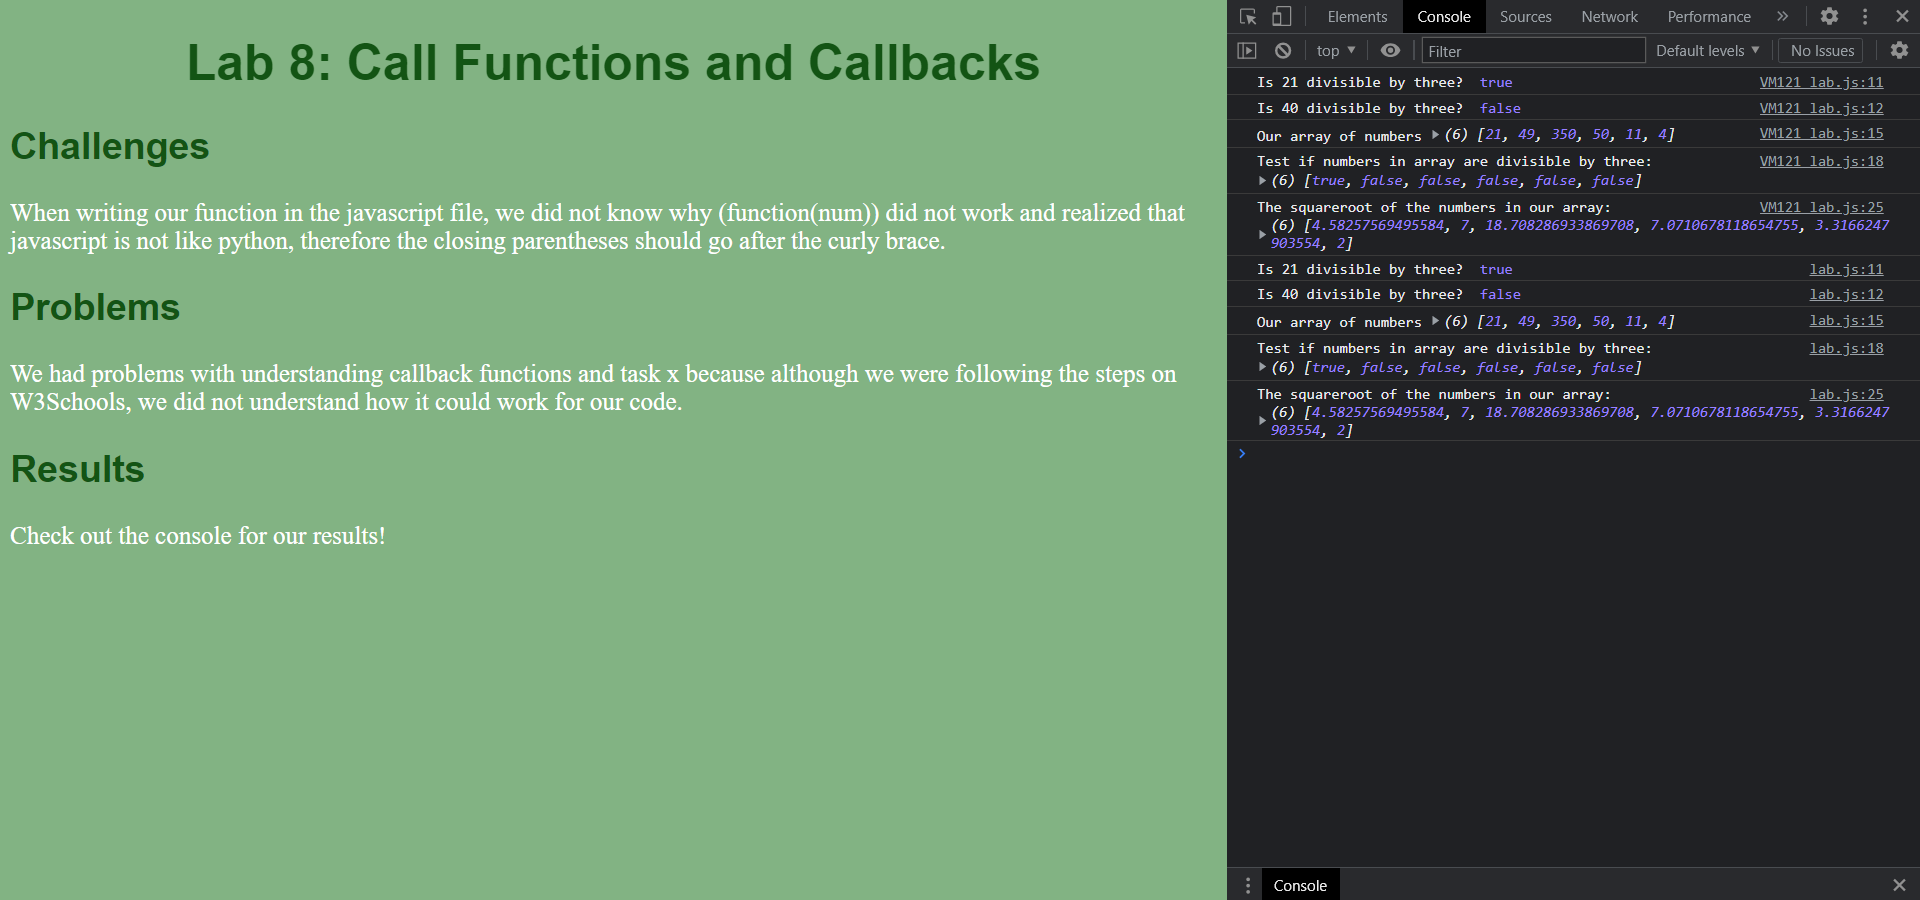 Lab 8: Call Functions and Callbacks
Challenges
When writing our function in the javascript file, we did not know why (function(num)) did not work and realized that
javascript is not like python, therefore the closing parentheses should go after the curly brace.
Problems
We had problems with understanding callback functions and task x because although we were following the steps on
W3Schools, we did not understand how it could work for our code.
Results
Check out the console for our results!
Elements Console Sources Network Performance
top Filter Default levels No Issues
Is 21 divisible by three? true VM121 lab.js:11
Is 40 divisible by three? false VM121 lab.js:12
Our array of numbers (6) [21, 49, 350, 50, 11, 4] VM121 lab.js:15
Test if numbers in array are divisible by three: VM121 lab.js:18
(6) [true, false, false, false, false, false]
The squareroot of the numbers in our array: VM121 lab.js:25
(6) [4.58257569495584, 7, 18.708286933869708, 7.0710678118654755, 3.3166247
903554, 2]
Is 21 divisible by three? true lab.js:11
Is 40 divisible by three? false lab.js:12
Our array of numbers (6) [21, 49, 350, 50, 11, 4] lab.js:15
Test if numbers in array are divisible by three: lab.js:18
(6) [true, false, false, false, false, false]
The squareroot of the numbers in our array: lab.js:25
(6) [4.58257569495584, 7, 18.708286933869708, 7.0710678118654755, 3.3166247
903554, 2]
Console